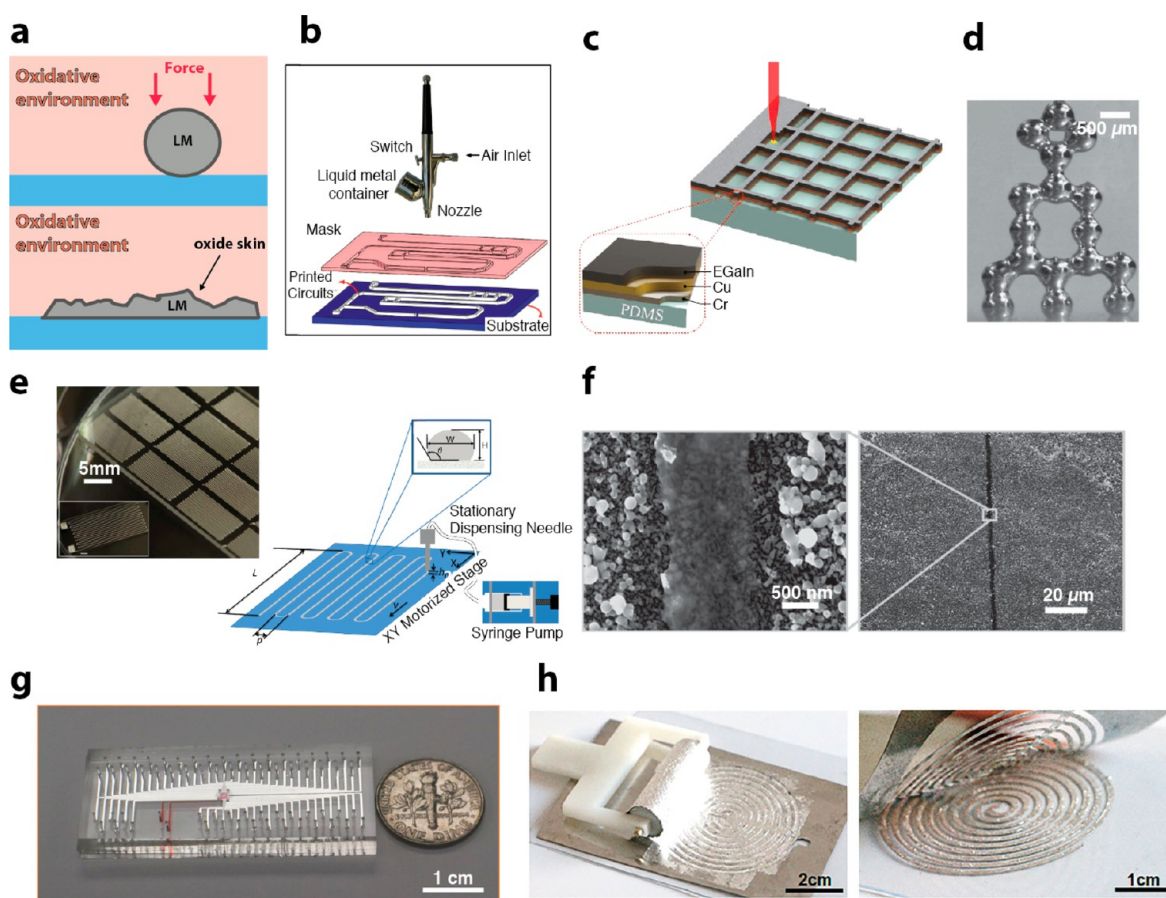 a
Oxidative
environment
Force
LM
Oxidative
environment
oxide skin
LM
b
Switch
Air Inlet
Liquid metal
container
Nozzle
Mask
Printed
Circuits
Substrate
c
EGaIn
Cu
Cr
PDMS
d
500 µm
e
5mm
W
H
Stationary
Dispensing Needle
Y
X
L
XY Motorized Stage
Syringe Pump
f
500 nm
20 µm
g
ONE DIME
1 cm
h
2cm
1cm